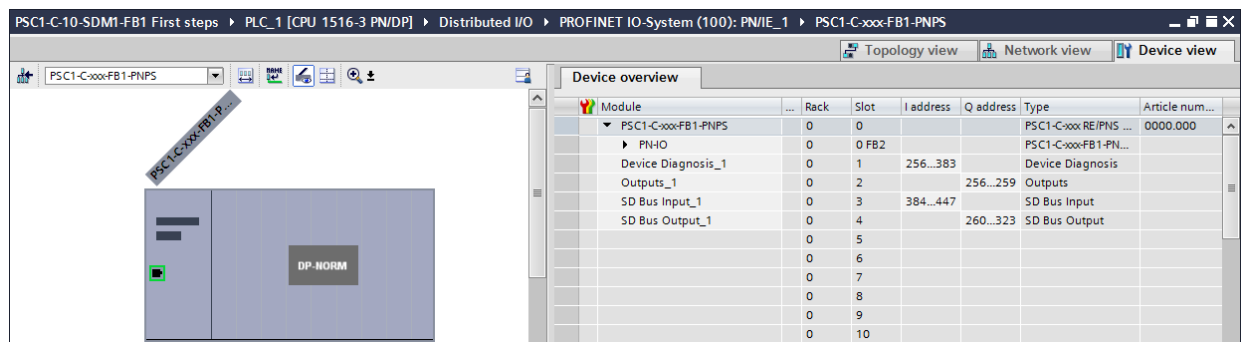 PSC1-C-10-SDM1-FB1 First steps ▸ PLC_1 [CPU 1516-3 PN/DP] ▸ Distributed I/O ▸ PROFINET IO-System (100): PN/IE_1 ▸ PSC1-C-xxx-FB1-PNPS
Topology view Network view Device view
PSC1-C-xxx-FB1-PNPS
Device overview
Module ... Rack Slot I address Q address Type Article num...
PSC1-C-xxx-FB1-PNPS 0 0 PSC1-C-xxx RE/PNS ... 0000.000
PN-IO 0 0 FB2 PSC1-C-xxx-FB1-PN...
Device Diagnosis_1 0 1 256...383 Device Diagnosis
Outputs_1 0 2 256...259 Outputs
SD Bus Input_1 0 3 384...447 SD Bus Input
SD Bus Output_1 0 4 260...323 SD Bus Output
0 5
0 6
0 7
0 8
0 9
0 10
PSC1-C-xxx-FB1-P...
DP-NORM